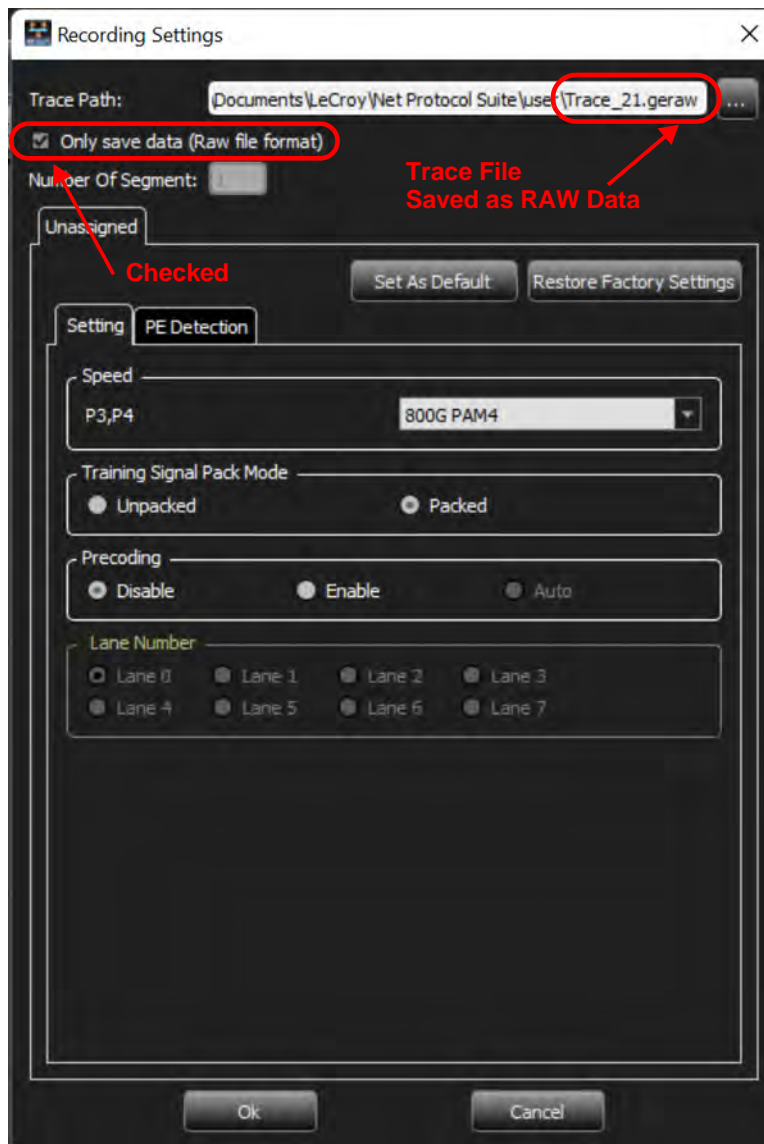 Recording Settings
Trace Path: Documents\LeCroy\Net Protocol Suite\user\Trace_21.geraw ...
Only save data (Raw file format)
Trace File
Saved as RAW Data
Number Of Segment: 1
Unassigned
Checked
Set As Default Restore Factory Settings
Setting PE Detection
Speed
P3,P4 800G PAM4
Training Signal Pack Mode
Unpacked Packed
Precoding
Disable Enable Auto
Lane Number
Lane 0 Lane 1 Lane 2 Lane 3
Lane 4 Lane 5 Lane 6 Lane 7
Ok Cancel